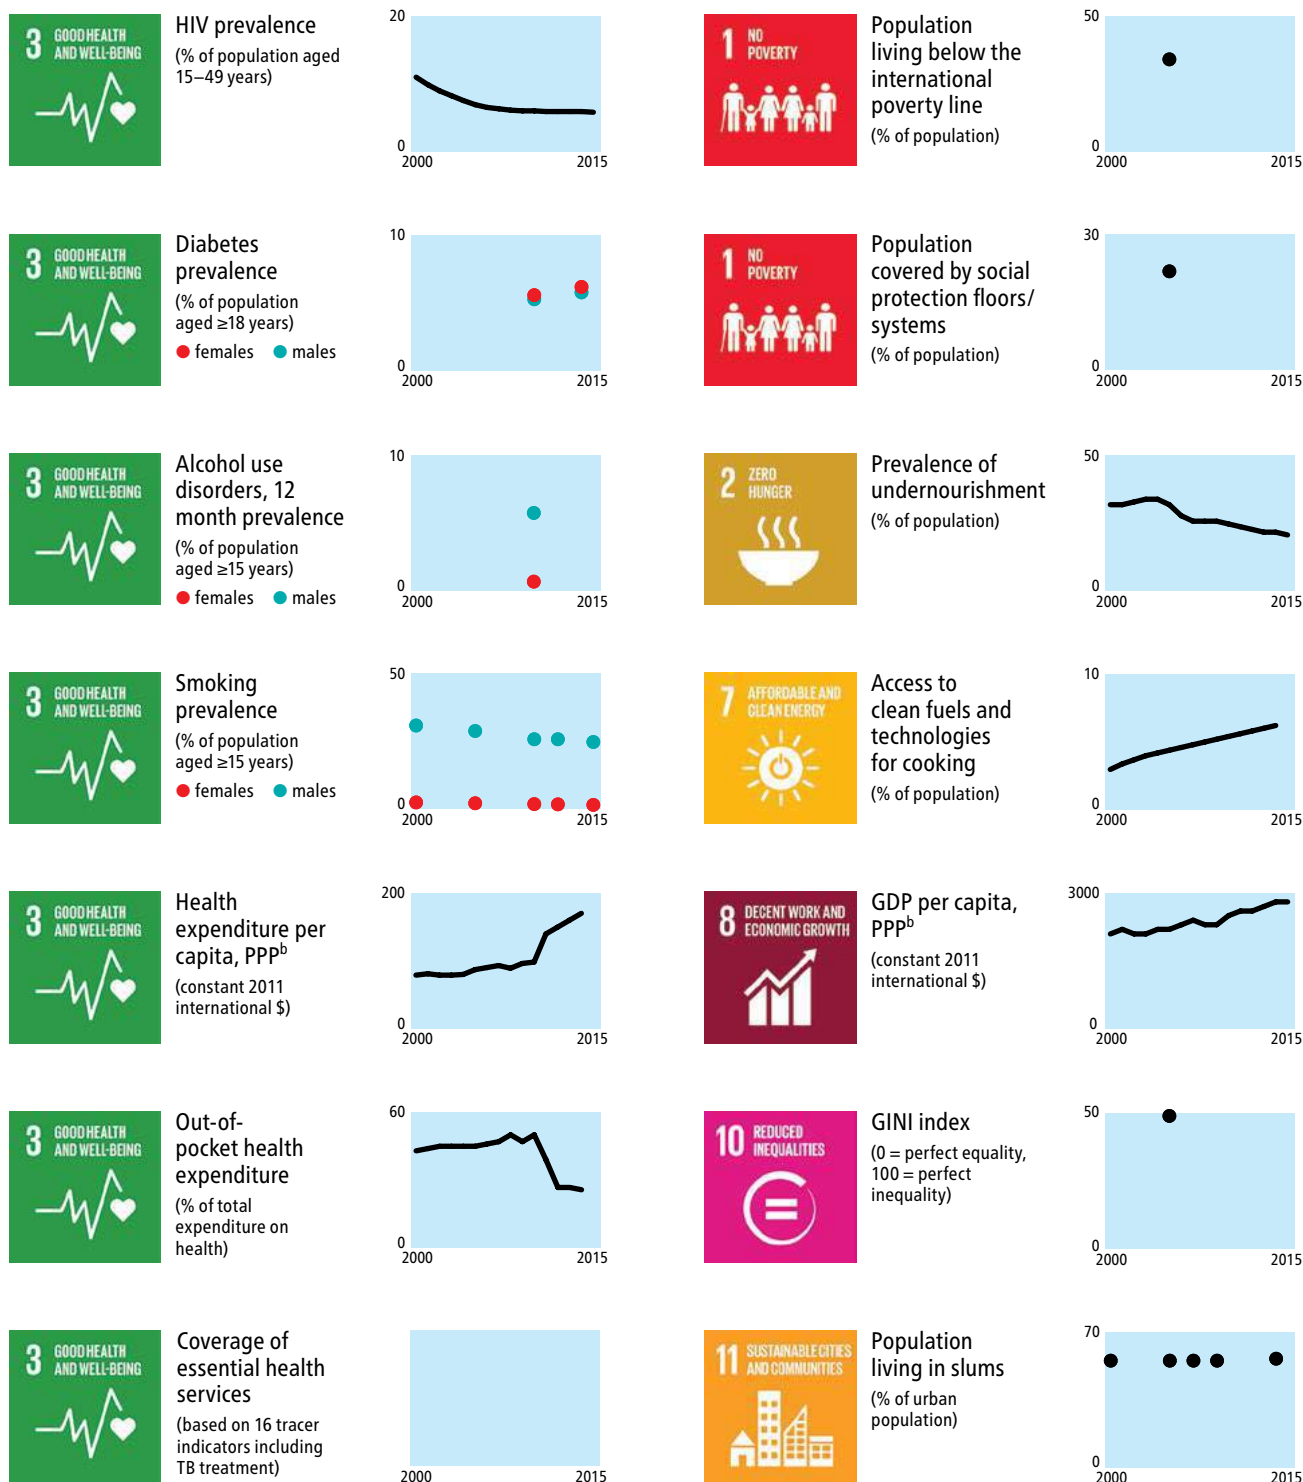 3 GOOD HEALTH
AND WELL-BEING
HIV prevalence
(% of population aged
15–49 years)
20
0
2000
2015
3 GOOD HEALTH
AND WELL-BEING
Diabetes
prevalence
(% of population
aged ≥18 years)
females males
10
0
2000
2015
3 GOOD HEALTH
AND WELL-BEING
Alcohol use
disorders, 12
month prevalence
(% of population
aged ≥15 years)
females males
10
0
2000
2015
3 GOOD HEALTH
AND WELL-BEING
Smoking
prevalence
(% of population
aged ≥15 years)
females males
50
0
2000
2015
3 GOOD HEALTH
AND WELL-BEING
Health
expenditure per
capita, PPPb
(constant 2011
international $)
200
0
2000
2015
3 GOOD HEALTH
AND WELL-BEING
Out-of-
pocket health
expenditure
(% of total
expenditure on
health)
60
0
2000
2015
3 GOOD HEALTH
AND WELL-BEING
Coverage of
essential health
services
(based on 16 tracer
indicators including
TB treatment)
2000
2015
1 NO
POVERTY
Population
living below the
international
poverty line
(% of population)
50
0
2000
2015
1 NO
POVERTY
Population
covered by social
protection floors/
systems
(% of population)
30
0
2000
2015
2 ZERO
HUNGER
Prevalence of
undernourishment
(% of population)
50
0
2000
2015
7 AFFORDABLE AND
CLEAN ENERGY
Access to
clean fuels and
technologies
for cooking
(% of population)
10
0
2000
2015
8 DECENT WORK AND
ECONOMIC GROWTH
GDP per capita,
PPPb
(constant 2011
international $)
3000
0
2000
2015
10 REDUCED
INEQUALITIES
GINI index
(0 = perfect equality,
100 = perfect
inequality)
50
0
2000
2015
11 SUSTAINABLE CITIES
AND COMMUNITIES
Population
living in slums
(% of urban
population)
70
0
2000
2015